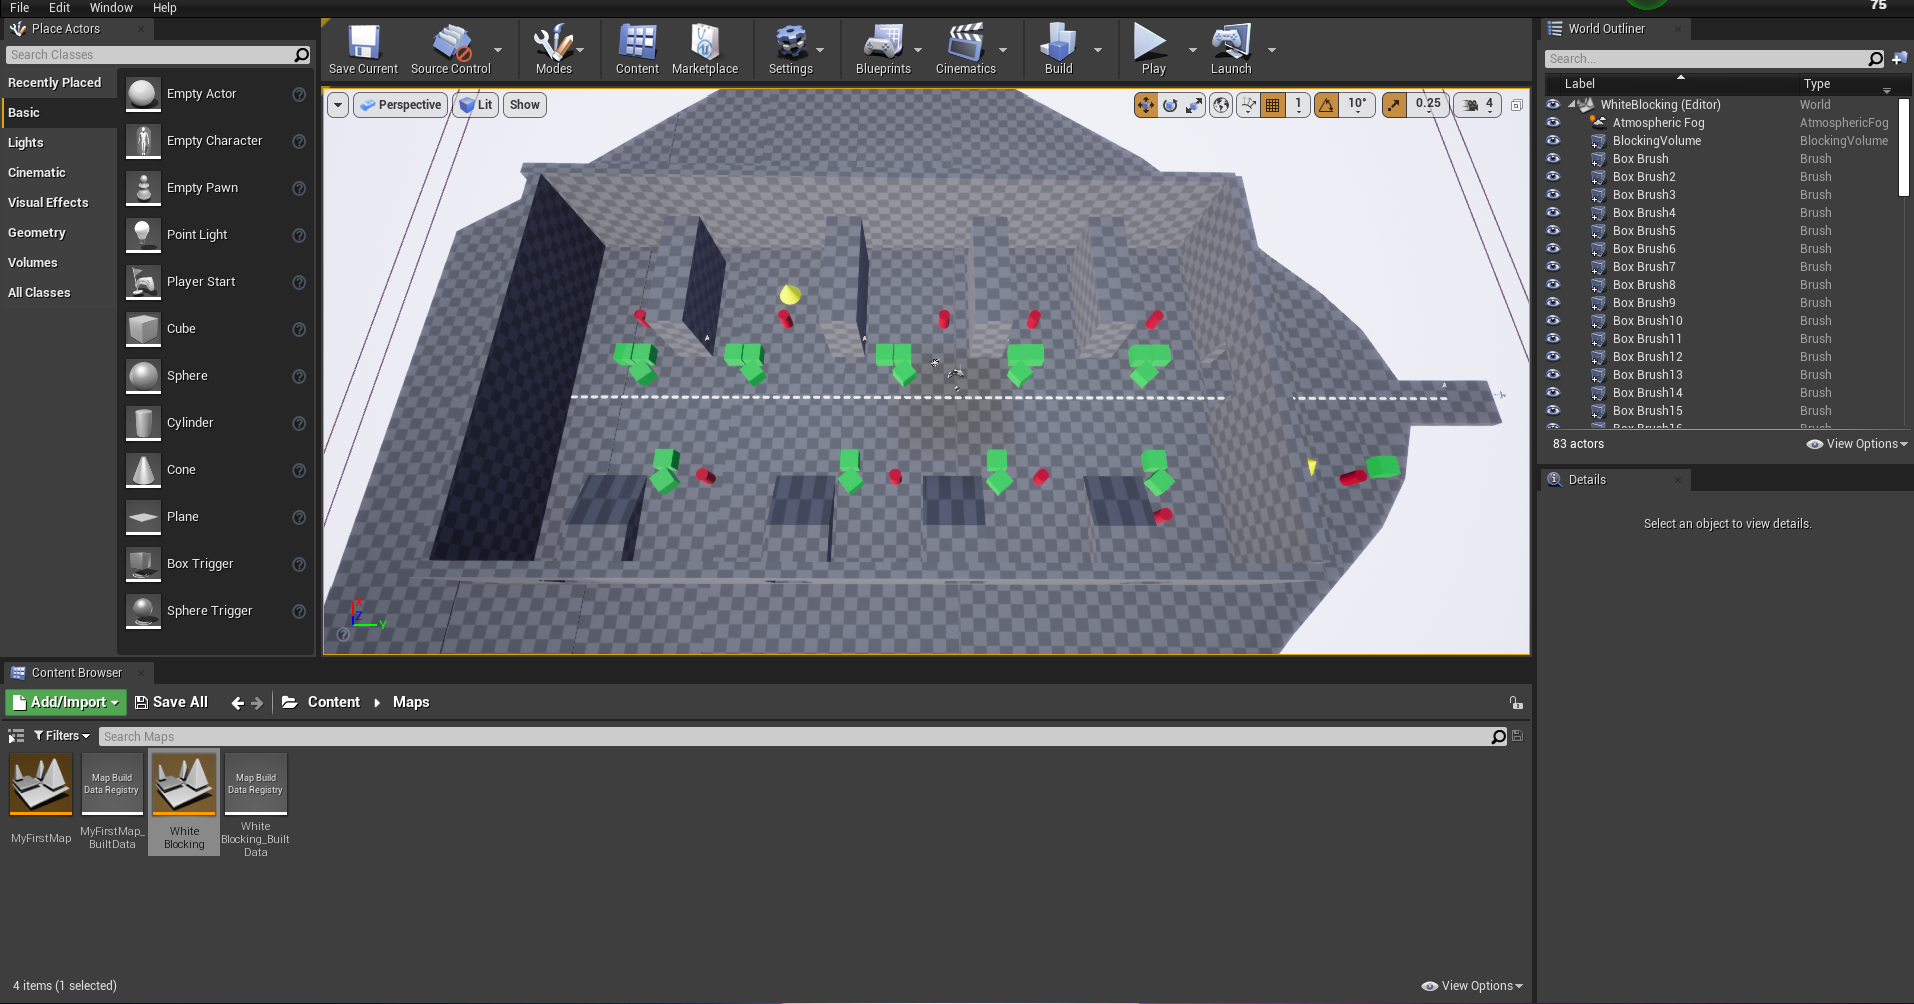 File Edit Window Help
75
Place Actors
Search Classes
Recently Placed
Basic
Lights
Cinematic
Visual Effects
Geometry
Volumes
All Classes
Empty Actor
Empty Character
Empty Pawn
Point Light
Player Start
Cube
Sphere
Cylinder
Cone
Plane
Box Trigger
Sphere Trigger
Save Current
Source Control
Modes
Content
Marketplace
Settings
Blueprints
Cinematics
Build
Play
Launch
Perspective
Lit
Show
1
10°
0.25
4
X
Z
Y
World Outliner
Search...
Label Type
WhiteBlocking (Editor) World
Atmospheric Fog AtmosphericFog
BlockingVolume BlockingVolume
Box Brush Brush
Box Brush2 Brush
Box Brush3 Brush
Box Brush4 Brush
Box Brush5 Brush
Box Brush6 Brush
Box Brush7 Brush
Box Brush8 Brush
Box Brush9 Brush
Box Brush10 Brush
Box Brush11 Brush
Box Brush12 Brush
Box Brush13 Brush
Box Brush14 Brush
Box Brush15 Brush
Box Brush16 Brush
83 actors
View Options
Details
Select an object to view details.
Content Browser
Add/Import
Save All
Content
Maps
Filters
Search Maps
Map Build
Data Registry
Map Build
Data Registry
MyFirstMap
MyFirstMap_
BuiltData
White
Blocking
White
Blocking_Built
Data
4 items (1 selected)
View Options